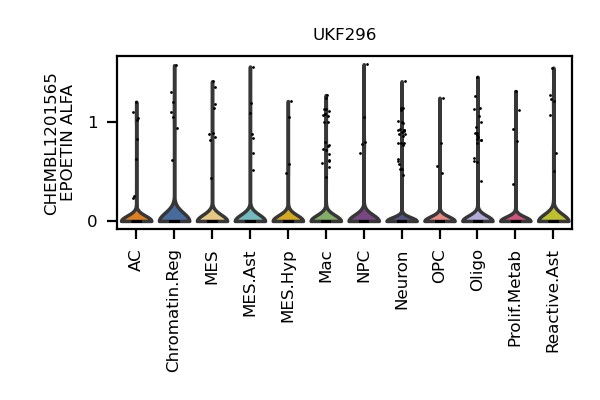 UKF296
CHEMBL1201565
EPOETIN ALFA
1
0
AC
Chromatin.Reg
MES
MES.Ast
MES.Hyp
Mac
NPC
Neuron
OPC
Oligo
Prolif.Metab
Reactive.Ast